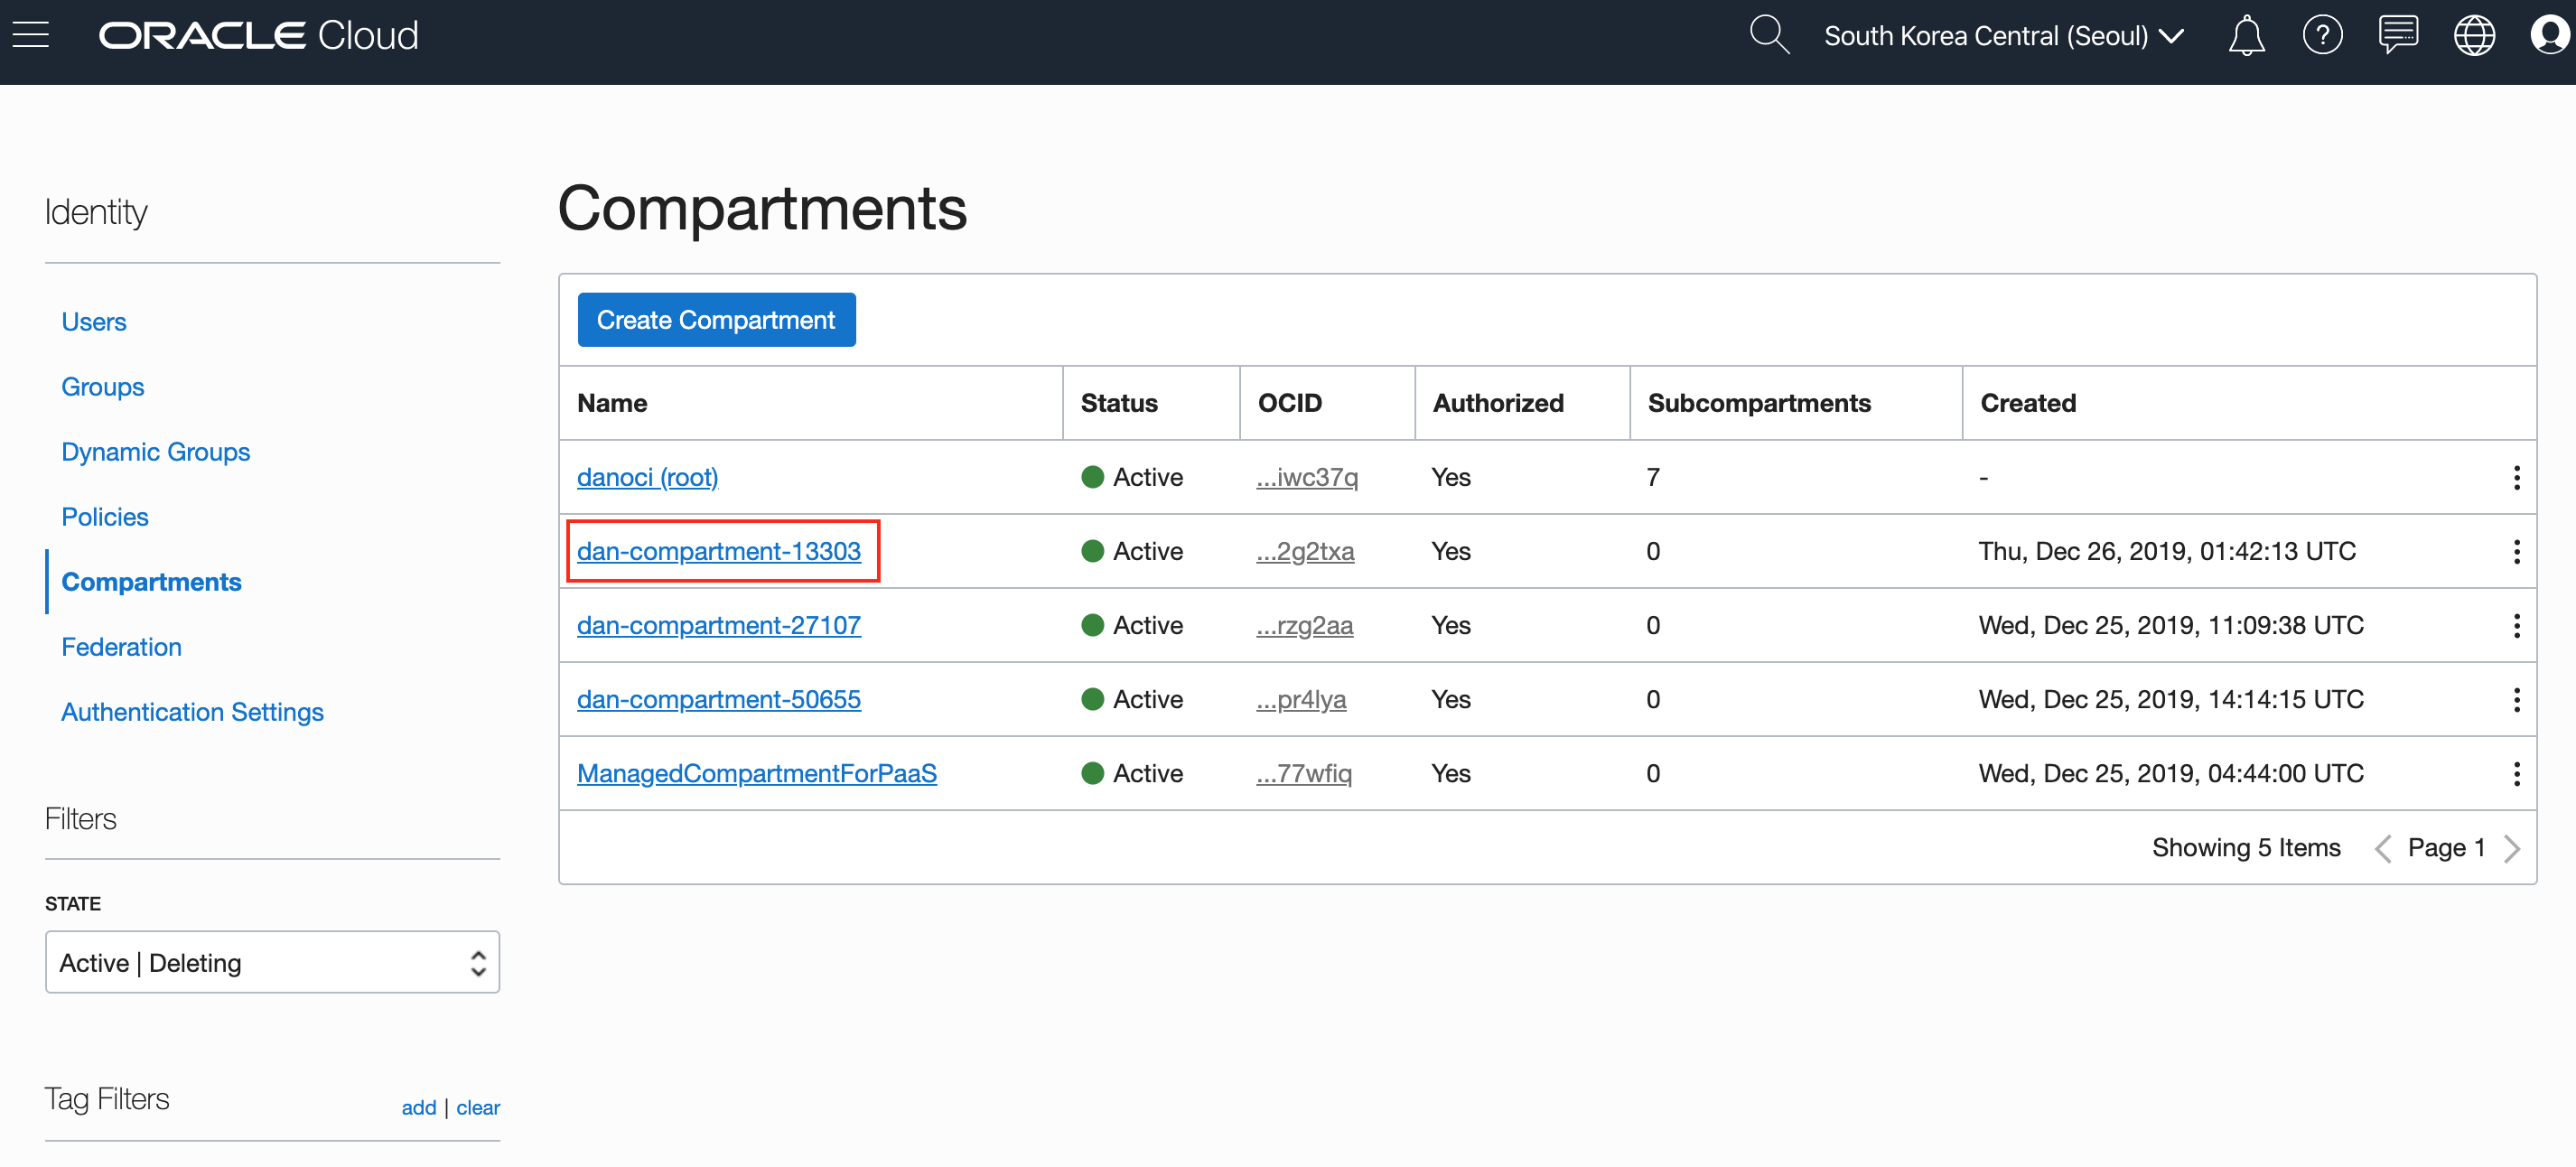 ORACLE Cloud
South Korea Central (Seoul)
Identity
Users
Groups
Dynamic Groups
Policies
Compartments
Federation
Authentication Settings
Filters
STATE
Active | Deleting
Tag Filters
add | clear
Compartments
Create Compartment
Name Status OCID Authorized Subcompartments Created
danoci (root) Active ...iwc37q Yes 7 -
dan-compartment-13303 Active ...2g2txa Yes 0 Thu, Dec 26, 2019, 01:42:13 UTC
dan-compartment-27107 Active ...rzg2aa Yes 0 Wed, Dec 25, 2019, 11:09:38 UTC
dan-compartment-50655 Active ...pr4lya Yes 0 Wed, Dec 25, 2019, 14:14:15 UTC
ManagedCompartmentForPaaS Active ...77wfiq Yes 0 Wed, Dec 25, 2019, 04:44:00 UTC
Showing 5 Items < Page 1 >